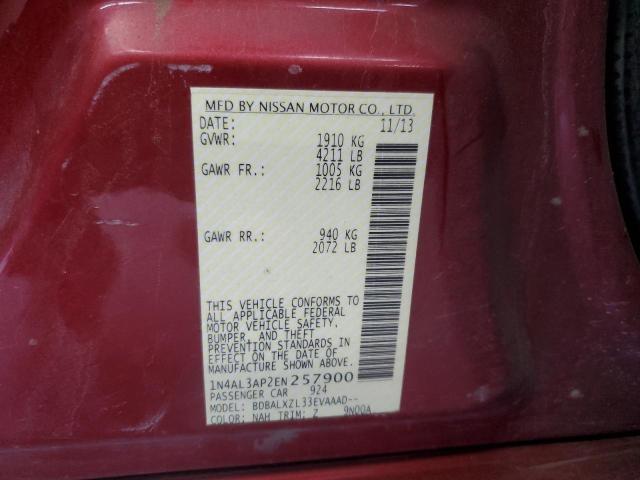 MFD BY NISSAN MOTOR CO., LTD.
DATE: 11/13
GVWR: 1910 KG
4211 LB
GAWR FR.: 1005 KG
2216 LB
GAWR RR.: 940 KG
2072 LB
THIS VEHICLE CONFORMS TO
ALL APPLICABLE FEDERAL
MOTOR VEHICLE SAFETY,
BUMPER, AND THEFT
PREVENTION STANDARDS IN
EFFECT ON THE DATE OF
MANUFACTURE SHOWN ABOVE.
1N4AL3AP2EN257900
PASSENGER CAR 924
MODEL: BDBALXZL33EVAAAD--
COLOR: NAH TRIM: Z 9N00A